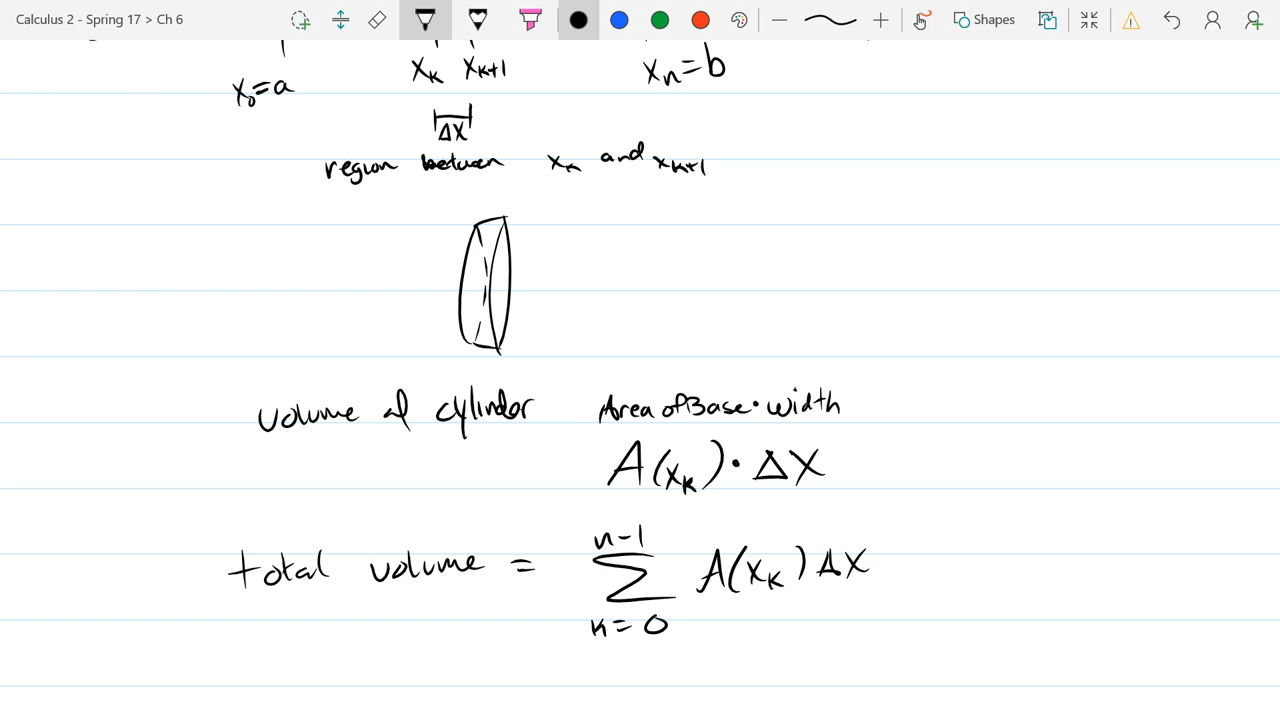 Calculus 2 - Spring 17 > Ch 6
Shapes
x₀=a xₖ xₖ₊₁ xₙ=b
Δx
region between xₖ and xₖ₊₁
volume of cylinder Area of Base · width
A(xₖ) · Δx
n-1
total volume = Σ A(xₖ) Δx
k=0